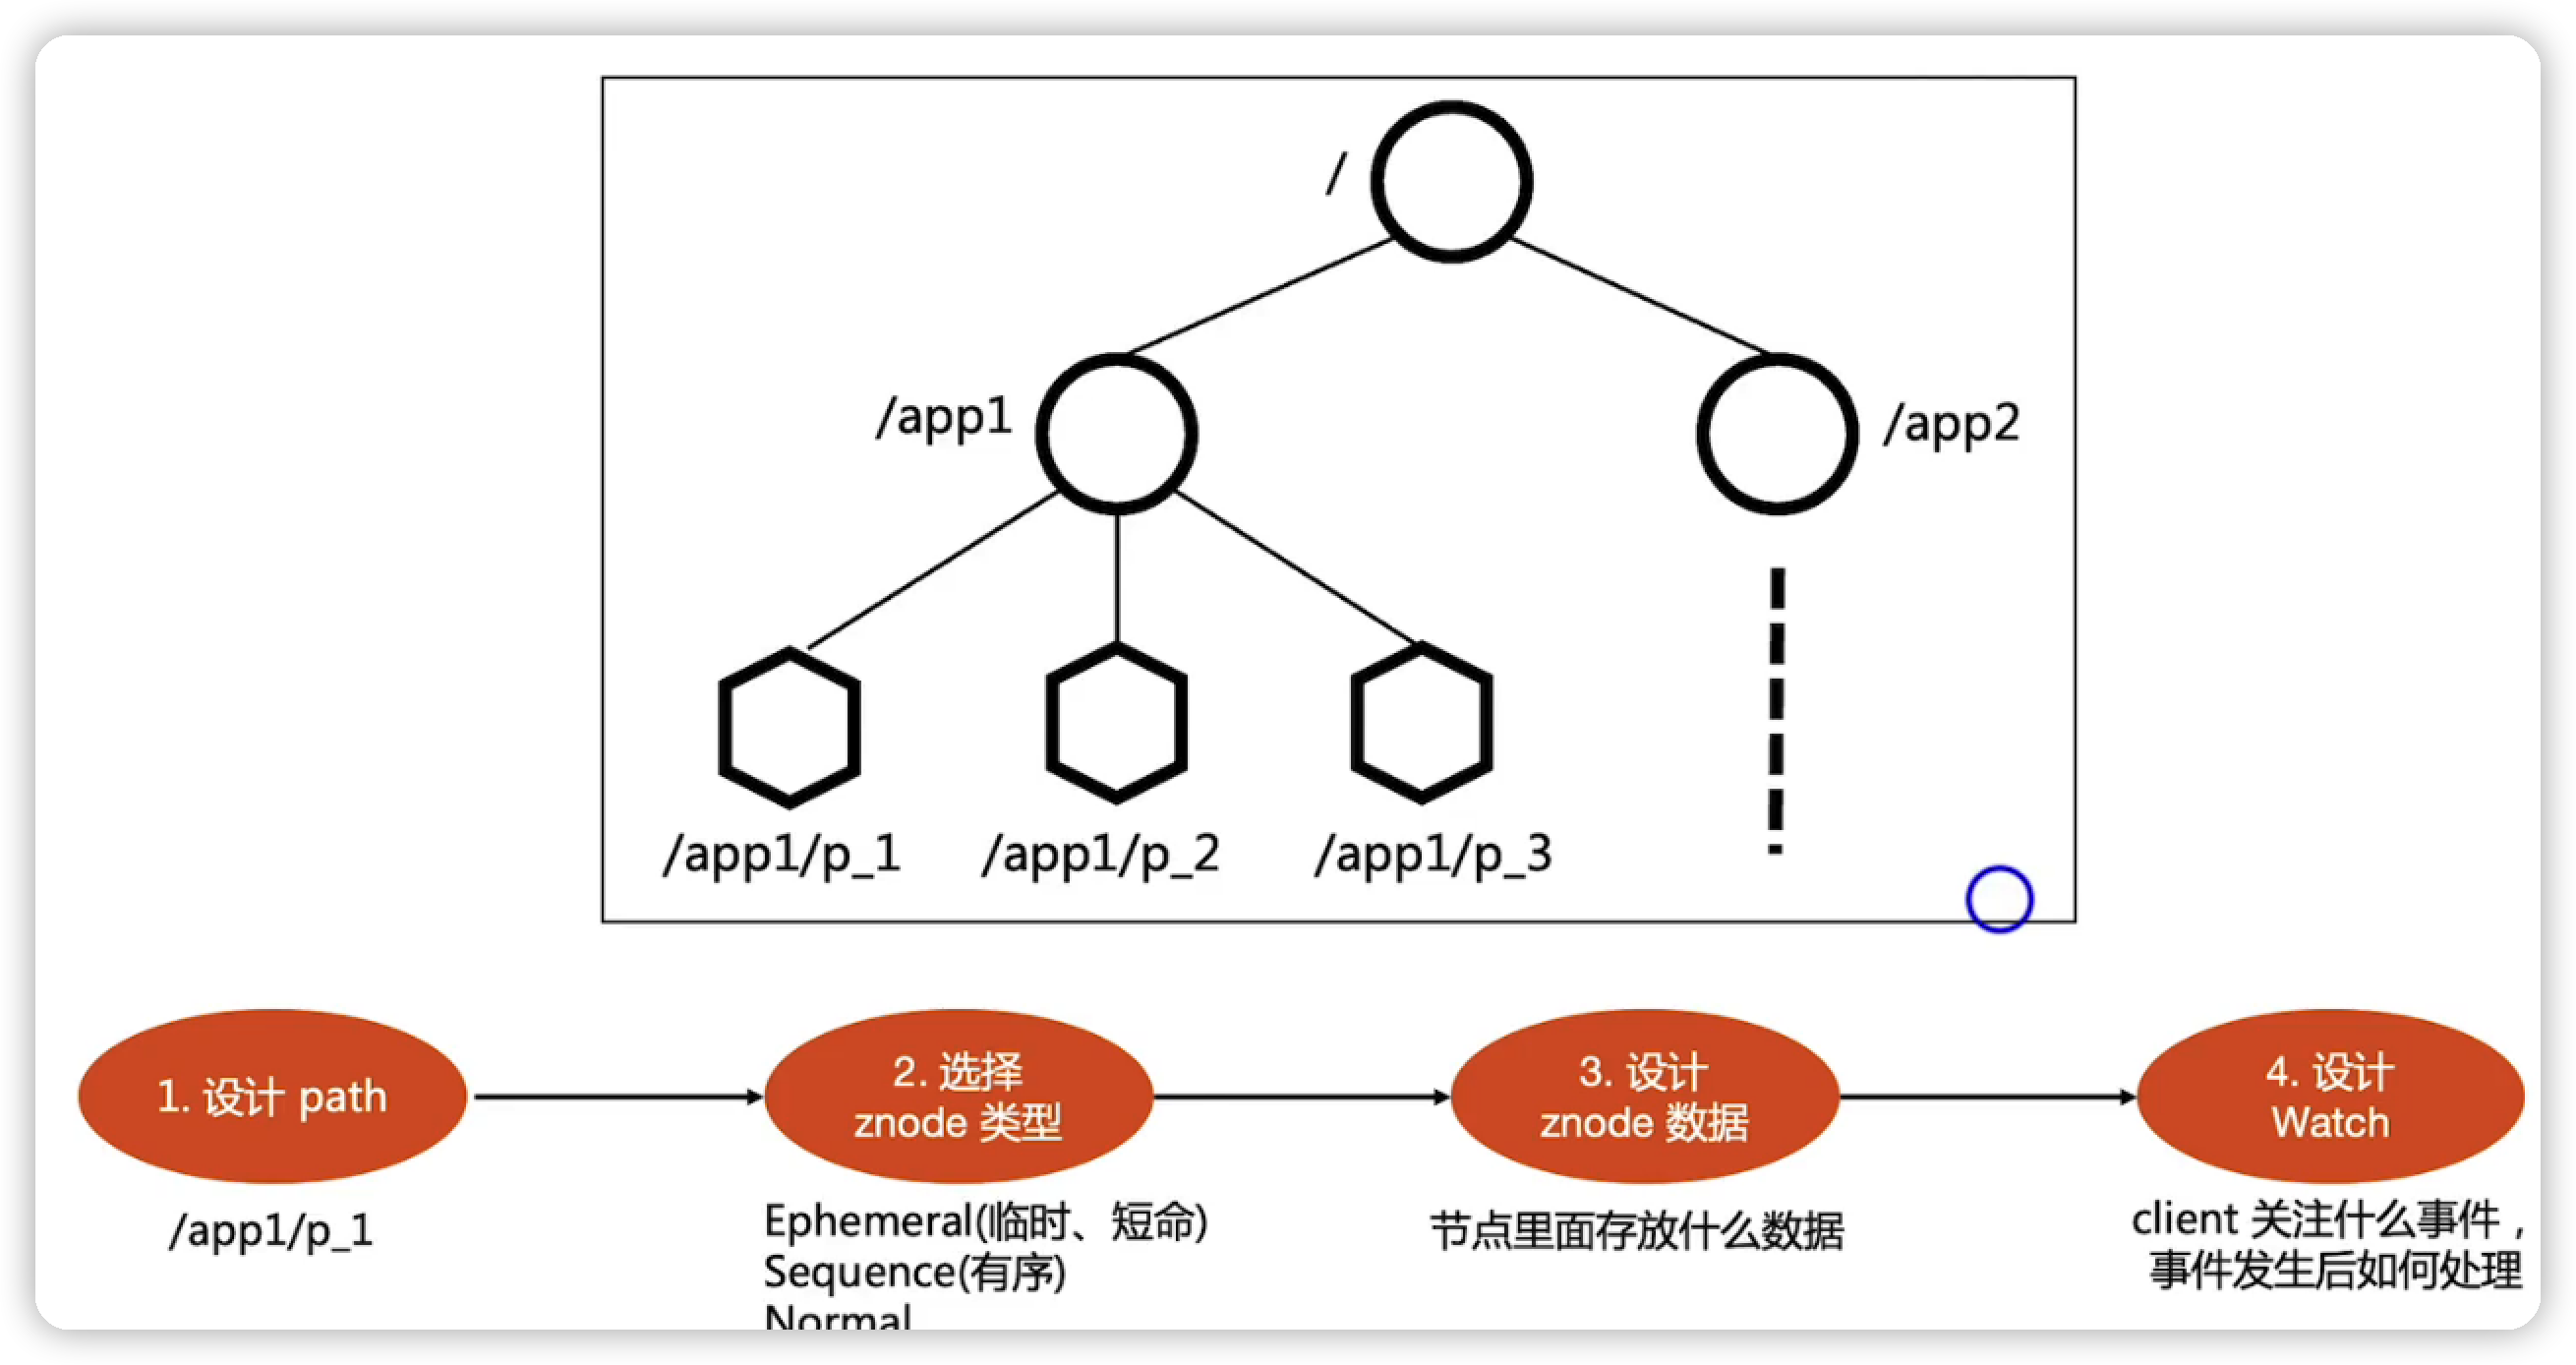 /
/app1
/app2
/app1/p_1
/app1/p_2
/app1/p_3
1. 设计 path
/app1/p_1
2. 选择
znode 类型
Ephemeral(临时、短命)
Sequence(有序)
Normal
3. 设计
znode 数据
节点里面存放什么数据
4. 设计
Watch
client 关注什么事件，
事件发生后如何处理